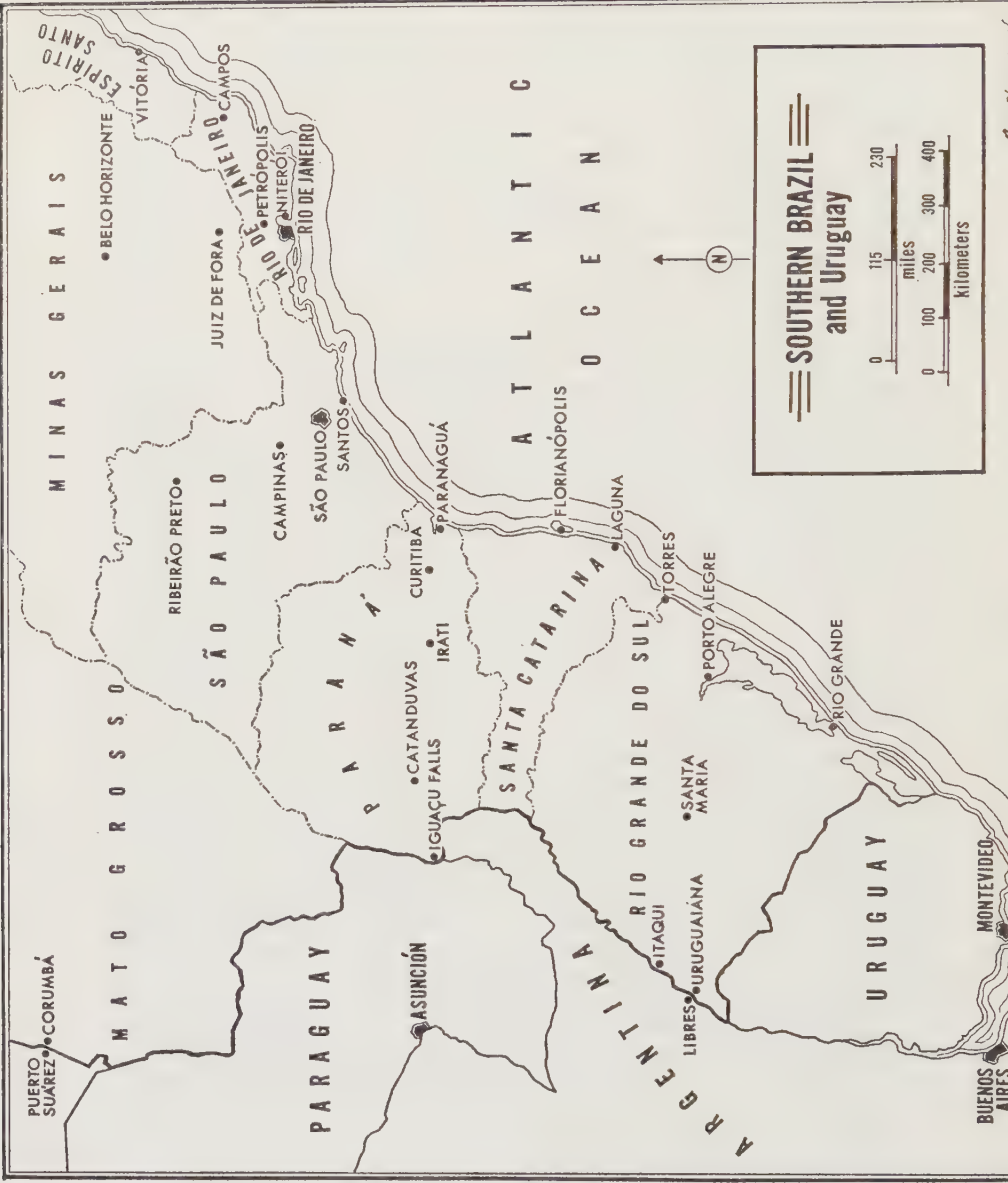 ESPÍRITO
SANTO
VITÓRIA
MINAS GERAIS
BELO HORIZONTE
CAMPOS
RIO DE JANEIRO
PETRÓPOLIS
NITERÓI
RIO DE JANEIRO
JUIZ DE FORA
RIBEIRÃO PRETO
SÃO PAULO
CAMPINAS
SÃO PAULO
SANTOS
MATO GROSSO
PUERTO
SUÁREZ
CORUMBÁ
PARAGUAY
ASUNCIÓN
PARANÁ
CATANDUVAS
IGUAÇU FALLS
IRATI
CURITIBA
PARANAGUÁ
SANTA CATARINA
FLORIANÓPOLIS
LAGUNA
TORRES
RIO GRANDE DO SUL
PORTO ALEGRE
SANTA
MARIA
RIO GRANDE
ITAQUI
LIBRES
URUGUAIÁNA
ARGENTINA
URUGUAY
MONTEVIDEO
BUENOS
AIRES
ATLANTIC
OCEAN
N
SOUTHERN BRAZIL
and Uruguay
0 115 230
miles
0 100 200 300 400
kilometers